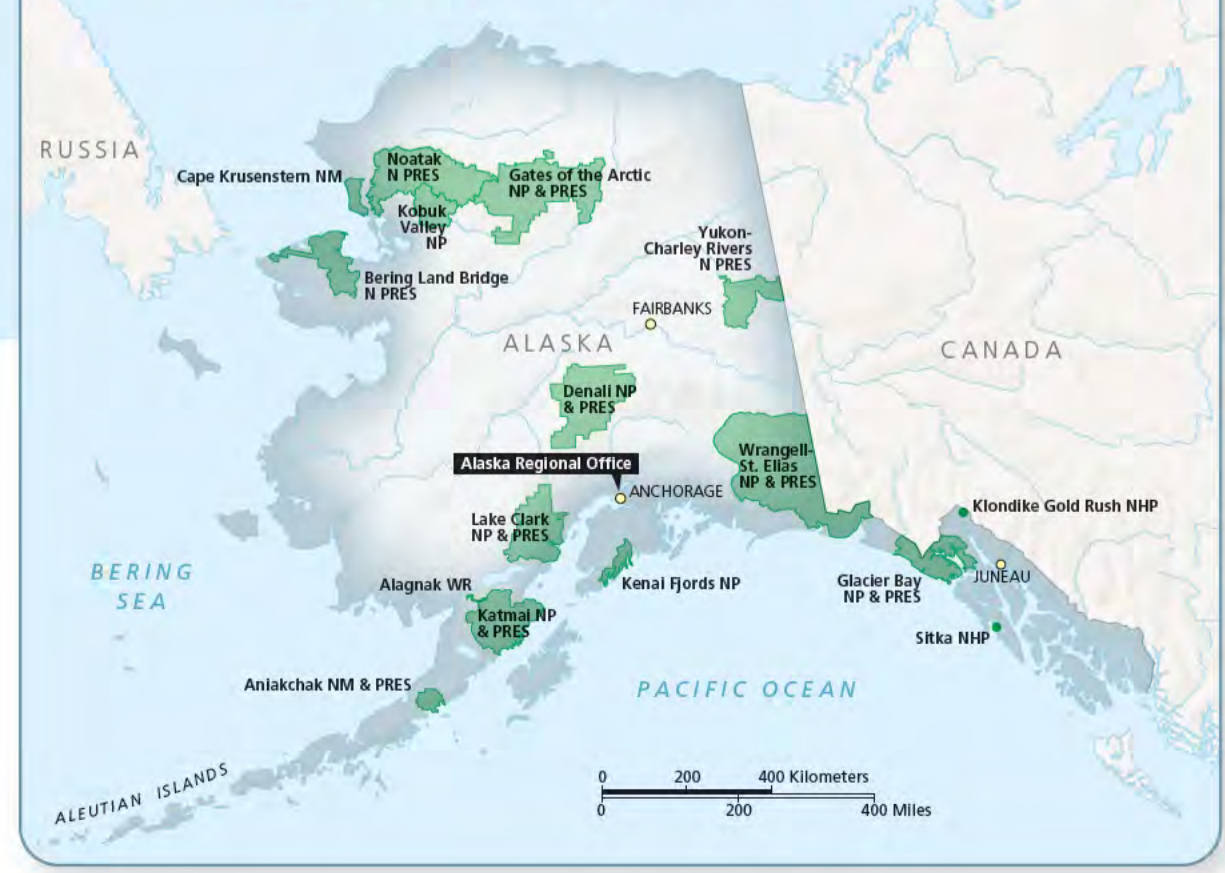 RUSSIA
Cape Krusenstern NM
Noatak
N PRES
Gates of the Arctic
NP & PRES
Kobuk
Valley
NP
Yukon-
Charley Rivers
N PRES
Bering Land Bridge
N PRES
FAIRBANKS
ALASKA
CANADA
Denali NP
& PRES
Alaska Regional Office
ANCHORAGE
Wrangell-
St. Elias
NP & PRES
Klondike Gold Rush NHP
Lake Clark
NP & PRES
BERING
SEA
Alagnak WR
Kenai Fjords NP
Glacier Bay
NP & PRES
JUNEAU
Katmai NP
& PRES
Sitka NHP
Aniakchak NM & PRES
PACIFIC OCEAN
ALEUTIAN ISLANDS
0 200 400 Kilometers
0 200 400 Miles